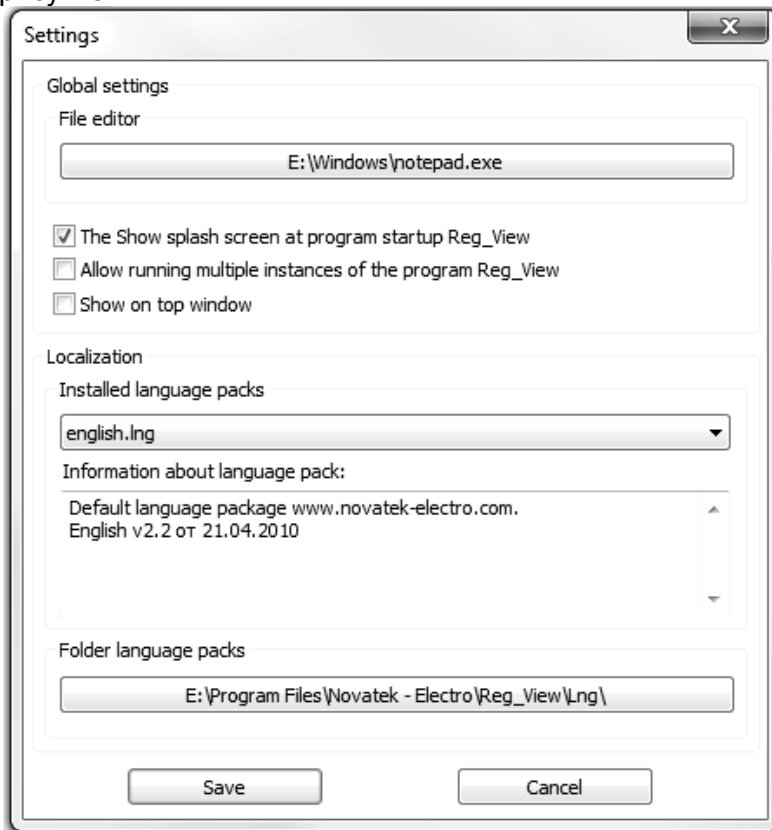 Settings
x
Global settings
File editor
E:\Windows\notepad.exe
The Show splash screen at program startup Reg_View
Allow running multiple instances of the program Reg_View
Show on top window
Localization
Installed language packs
english.lng
Information about language pack:
Default language package www.novatek-electro.com.
English v2.2 от 21.04.2010
Folder language packs
E:\Program Files\Novatek - Electro\Reg_View\Lng\
Save Cancel